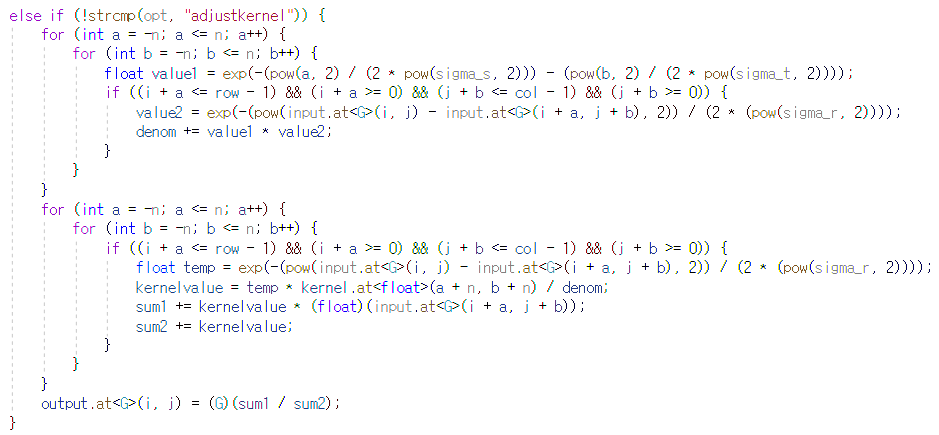 else if (!strcmp(opt, "adjustkernel")) {
for (int a = -n; a <= n; a++) {
for (int b = -n; b <= n; b++) {
float value1 = exp(-(pow(a, 2) / (2 * pow(sigma_s, 2))) - (pow(b, 2) / (2 * pow(sigma_t, 2))));
if ((i + a <= row - 1) && (i + a >= 0) && (j + b <= col - 1) && (j + b >= 0)) {
value2 = exp(-(pow(input.at<G>(i, j) - input.at<G>(i + a, j + b), 2)) / (2 * (pow(sigma_r, 2))));
denom += value1 * value2;
}
}
}
for (int a = -n; a <= n; a++) {
for (int b = -n; b <= n; b++) {
if ((i + a <= row - 1) && (i + a >= 0) && (j + b <= col - 1) && (j + b >= 0)) {
float temp = exp(-(pow(input.at<G>(i, j) - input.at<G>(i + a, j + b), 2)) / (2 * (pow(sigma_r, 2))));
kernelvalue = temp * kernel.at<float>(a + n, b + n) / denom;
sum1 += kernelvalue * (float)(input.at<G>(i + a, j + b));
sum2 += kernelvalue;
}
}
}
output.at<G>(i, j) = (G)(sum1 / sum2);
}